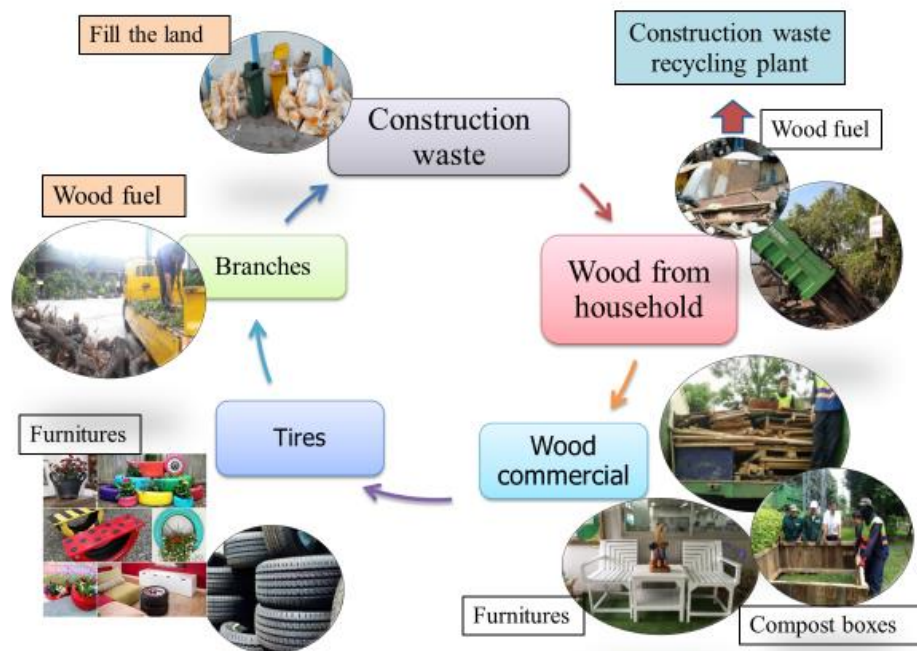 Fill the land
Construction waste
recycling plant
Construction
waste
Wood fuel
Wood fuel
Branches
Wood from
household
Furnitures
Tires
Wood
commercial
Furnitures
Compost boxes